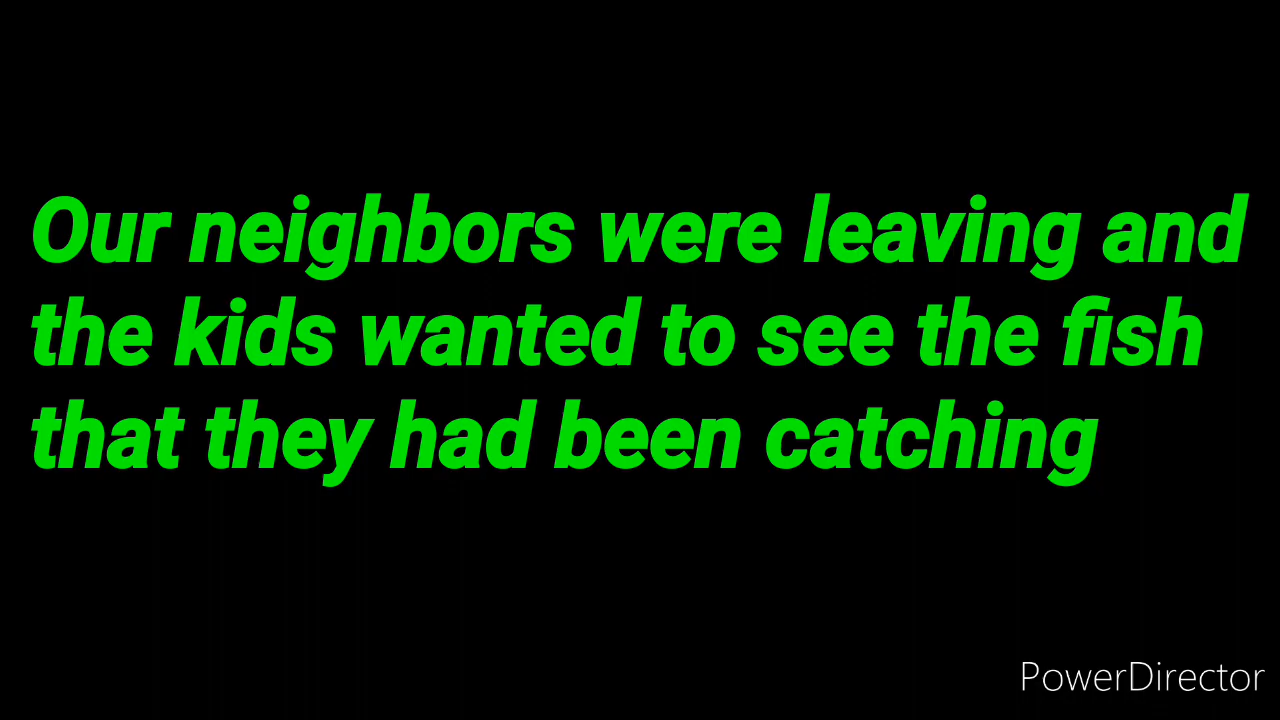 Our neighbors were leaving and
the kids wanted to see the fish
that they had been catching
PowerDirector